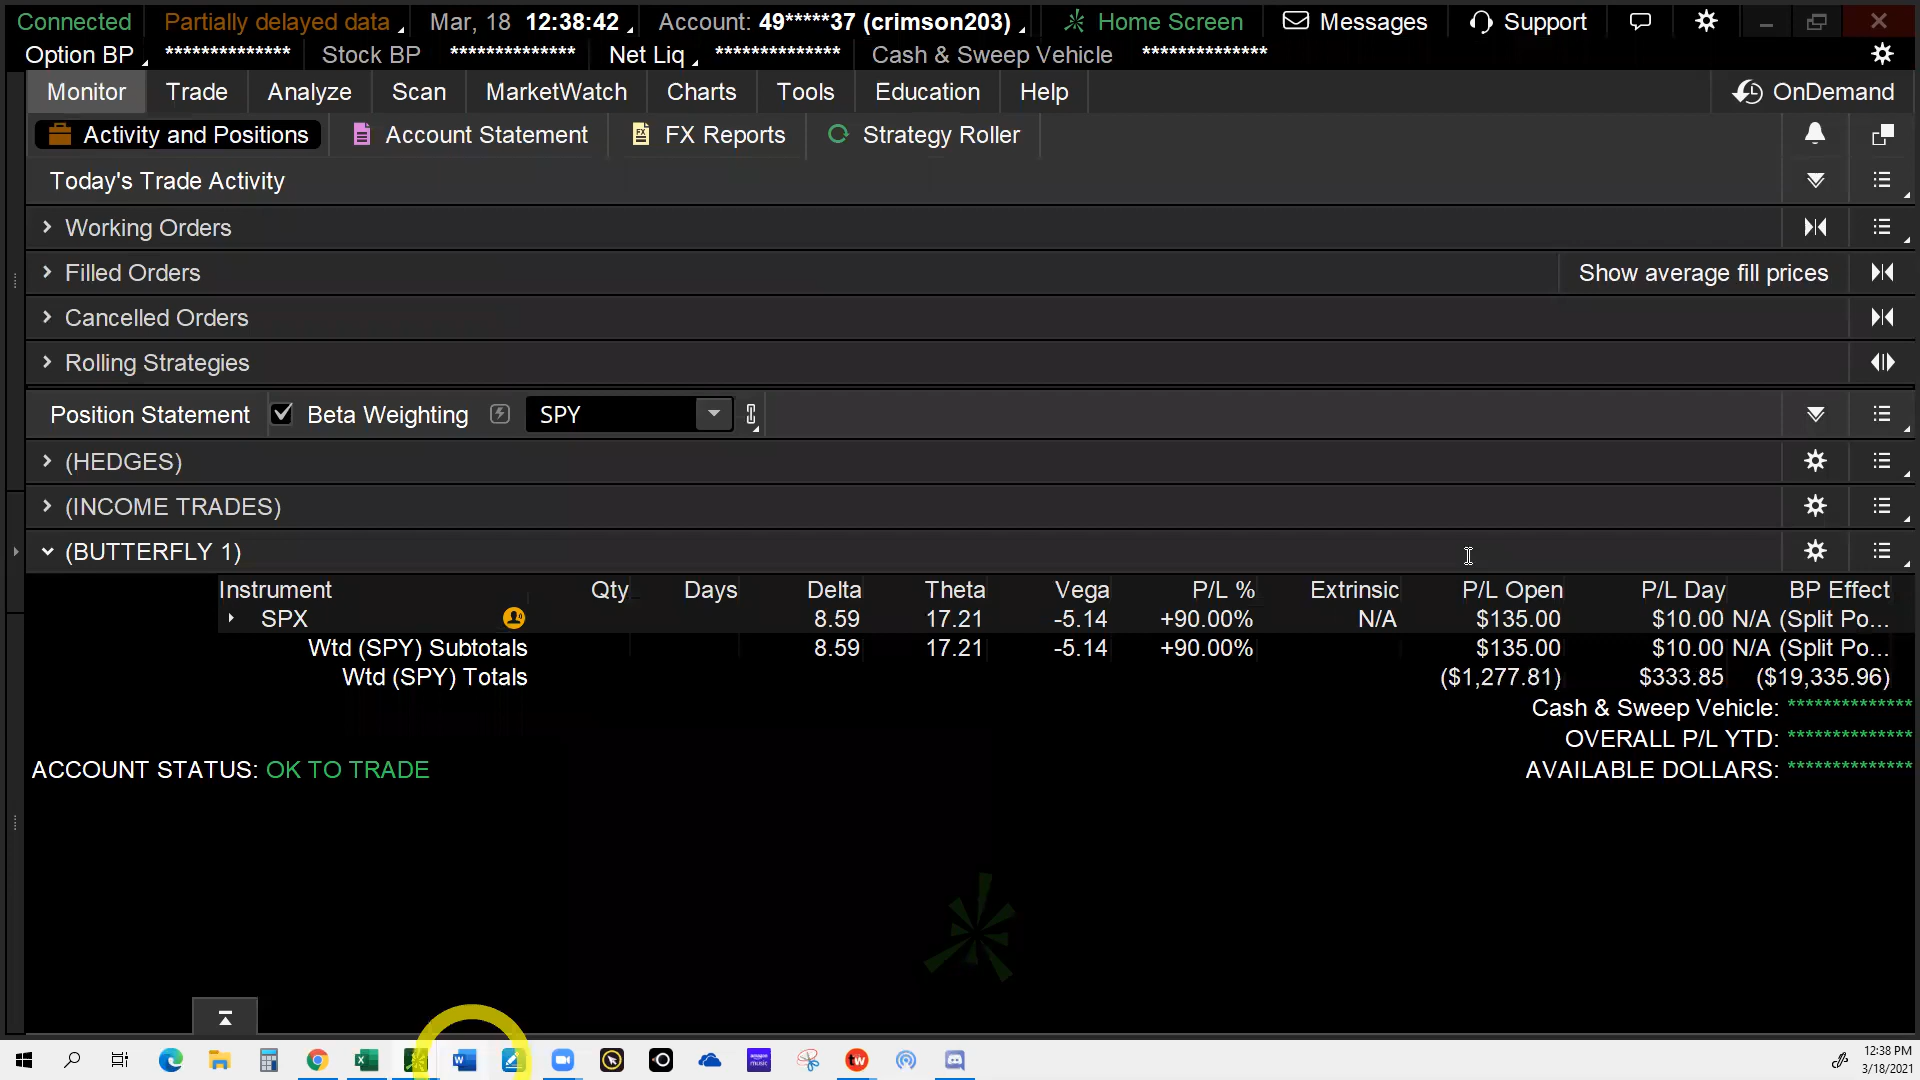 Connected Partially delayed data Mar, 18 12:38:42 Account: 49*****37 (crimson203) Home Screen Messages Support
Option BP ************** Stock BP ************** Net Liq ************** Cash & Sweep Vehicle **************
Monitor Trade Analyze Scan MarketWatch Charts Tools Education Help OnDemand
Activity and Positions Account Statement FX Reports Strategy Roller
Today's Trade Activity
Working Orders
Filled Orders Show average fill prices
Cancelled Orders
Rolling Strategies
Position Statement Beta Weighting SPY
(HEDGES)
(INCOME TRADES)
(BUTTERFLY 1)
Instrument Qty Days Delta Theta Vega P/L % Extrinsic P/L Open P/L Day BP Effect
SPX 8.59 17.21 -5.14 +90.00% N/A $135.00 $10.00 N/A (Split Po...
Wtd (SPY) Subtotals 8.59 17.21 -5.14 +90.00% $135.00 $10.00 N/A (Split Po...
Wtd (SPY) Totals ($1,277.81) $333.85 ($19,335.96)
Cash & Sweep Vehicle: **************
OVERALL P/L YTD: **************
ACCOUNT STATUS: OK TO TRADE AVAILABLE DOLLARS: **************
12:38 PM
3/18/2021